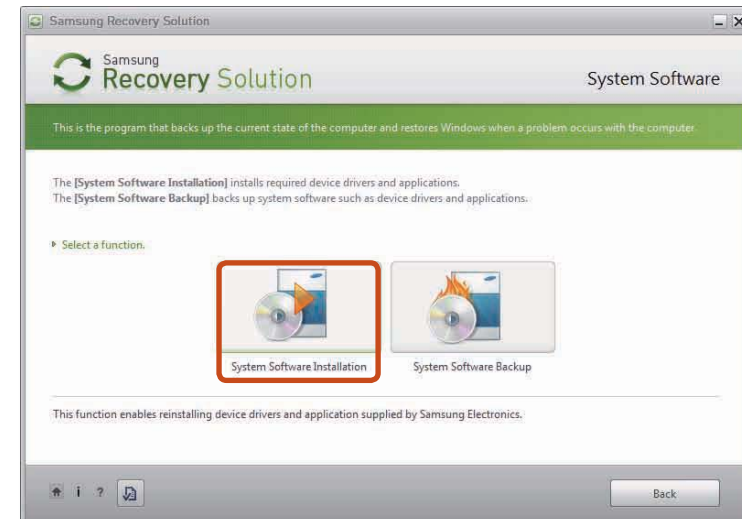 Samsung Recovery Solution
Samsung
Recovery Solution
System Software
This is the program that backs up the current state of the computer and restores Windows when a problem occurs with the computer.
The [System Software Installation] installs required device drivers and applications.
The [System Software Backup] backs up system software such as device drivers and applications.
Select a function.
System Software Installation
System Software Backup
This function enables reinstalling device drivers and application supplied by Samsung Electronics.
i ?
Back